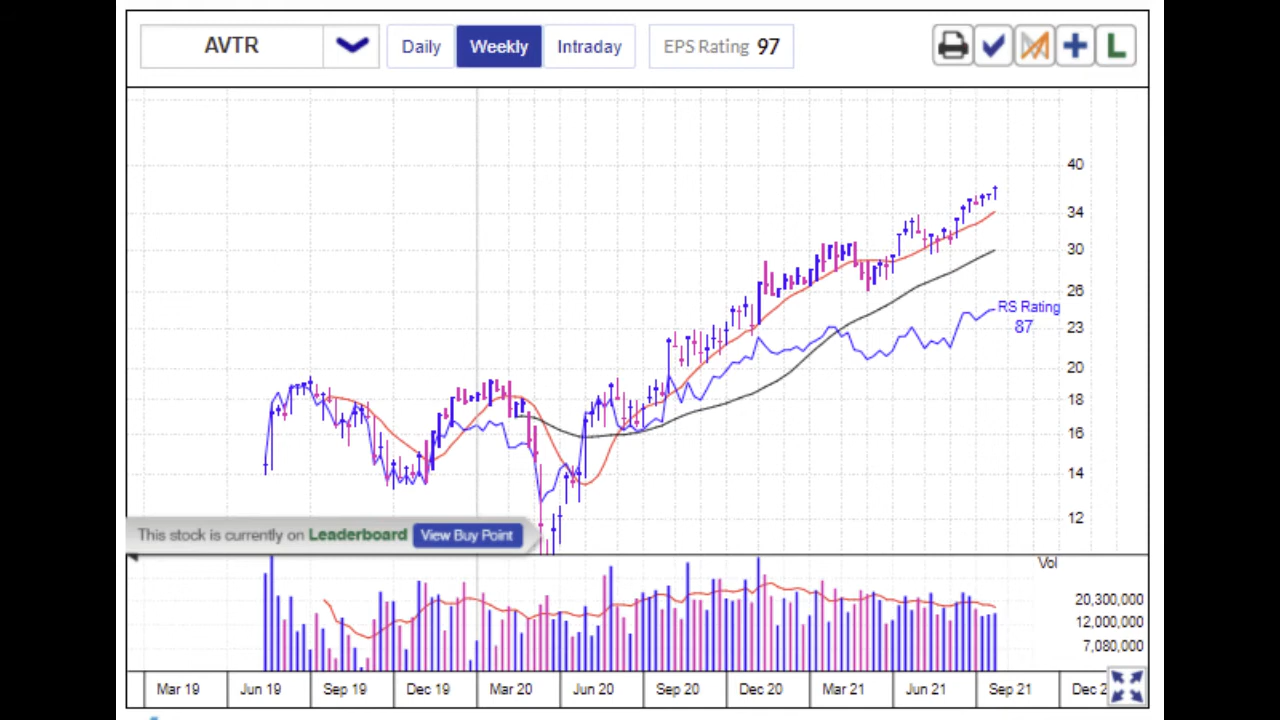 AVTR Daily Weekly Intraday EPS Rating 97 L
40
34
30
26
RS Rating
87
23
20
18
16
14
12
This stock is currently on Leaderboard View Buy Point
Vol
20,300,000
12,000,000
7,080,000
Mar 19 Jun 19 Sep 19 Dec 19 Mar 20 Jun 20 Sep 20 Dec 20 Mar 21 Jun 21 Sep 21 Dec 2